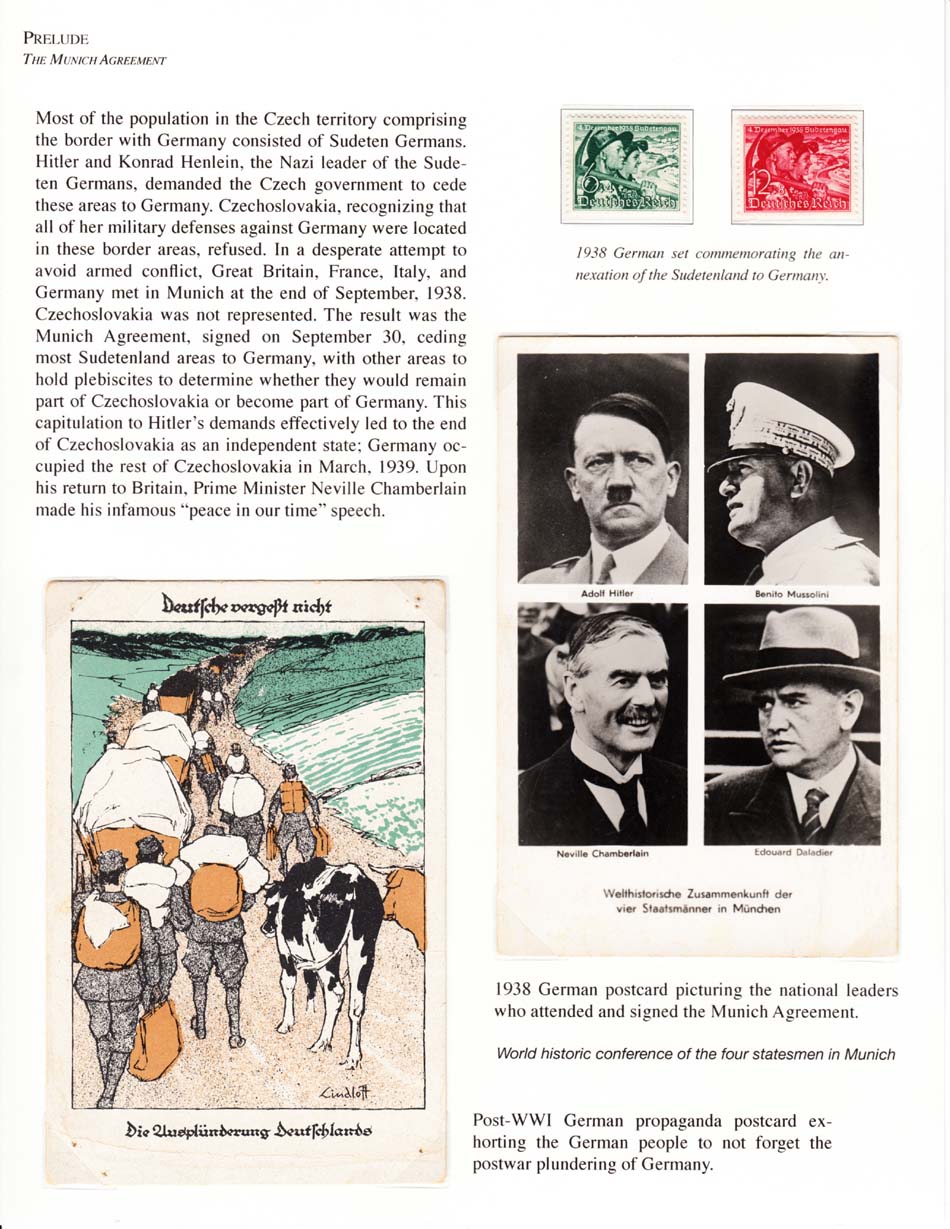 PRELUDE
THE MUNICH AGREEMENT
Most of the population in the Czech territory comprising
the border with Germany consisted of Sudeten Germans.
Hitler and Konrad Henlein, the Nazi leader of the Sude-
ten Germans, demanded the Czech government to cede
these areas to Germany. Czechoslovakia, recognizing that
all of her military defenses against Germany were located
in these border areas, refused. In a desperate attempt to
avoid armed conflict, Great Britain, France, Italy, and
Germany met in Munich at the end of September, 1938.
Czechoslovakia was not represented. The result was the
Munich Agreement, signed on September 30, ceding
most Sudetenland areas to Germany, with other areas to
hold plebiscites to determine whether they would remain
part of Czechoslovakia or become part of Germany. This
capitulation to Hitler's demands effectively led to the end
of Czechoslovakia as an independent state; Germany oc-
cupied the rest of Czechoslovakia in March, 1939. Upon
his return to Britain, Prime Minister Neville Chamberlain
made his infamous “peace in our time” speech.
4. Dezember 1938 Sudetengau
6
Deutsches Reich
4. Dezember 1938 Sudetengau
12
Deutsches Reich
1938 German set commemorating the an-
nexation of the Sudetenland to Germany.
Adolf Hitler
Benito Mussolini
Neville Chamberlain
Edouard Daladier
Welthistorische Zusammenkunft der
vier Staatsmänner in München
1938 German postcard picturing the national leaders
who attended and signed the Munich Agreement.
World historic conference of the four statesmen in Munich
Deutsche vergeßt nicht
Lindloff
Die Ausplünderung Deutschlands
Post-WWI German propaganda postcard ex-
horting the German people to not forget the
postwar plundering of Germany.